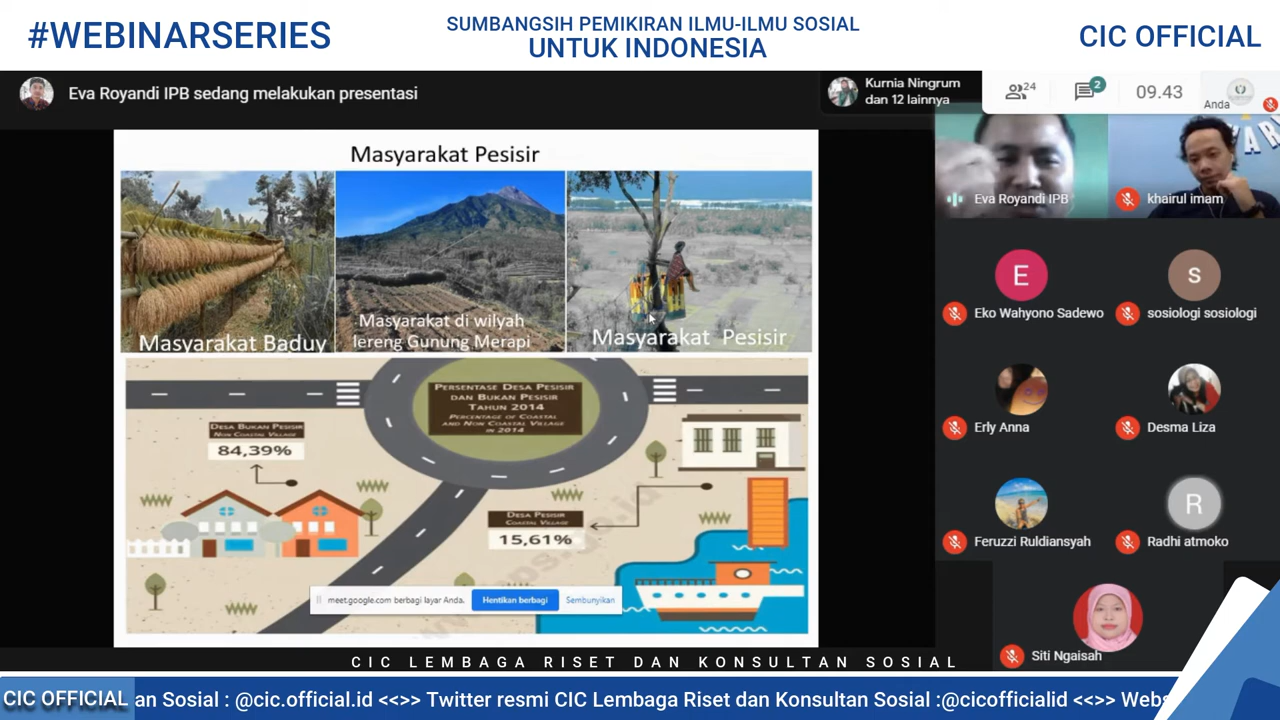 #WEBINARSERIES
SUMBANGSIH PEMIKIRAN ILMU-ILMU SOSIAL
UNTUK INDONESIA
CIC OFFICIAL
Eva Royandi IPB sedang melakukan presentasi
Kurnia Ningrum
dan 12 lainnya
24
2
09.43
Anda
Masyarakat Pesisir
Masyarakat Baduy
Masyarakat di wilyah
lereng Gunung Merapi
Masyarakat Pesisir
PERSENTASE DESA PESISIR
DAN BUKAN PESISIR
TAHUN 2014
PERCENTAGE OF COASTAL
AND NON COASTAL VILLAGE
IN 2014
DESA BUKAN PESISIR
NON COASTAL VILLAGE
84,39%
DESA PESISIR
COASTAL VILLAGE
15,61%
meet.google.com berbagi layar Anda.
Hentikan berbagi
Sembunyikan
Eva Royandi IPB
khairul imam
E
Eko Wahyono Sadewo
s
sosiologi sosiologi
Erly Anna
Desma Liza
Feruzzi Ruldiansyah
R
Radhi atmoko
Siti Ngaisah
CIC LEMBAGA RISET DAN KONSULTAN SOSIAL
CIC OFFICIAL
an Sosial : @cic.official.id <<>> Twitter resmi CIC Lembaga Riset dan Konsultan Sosial :@cicofficialid <<>> Webs